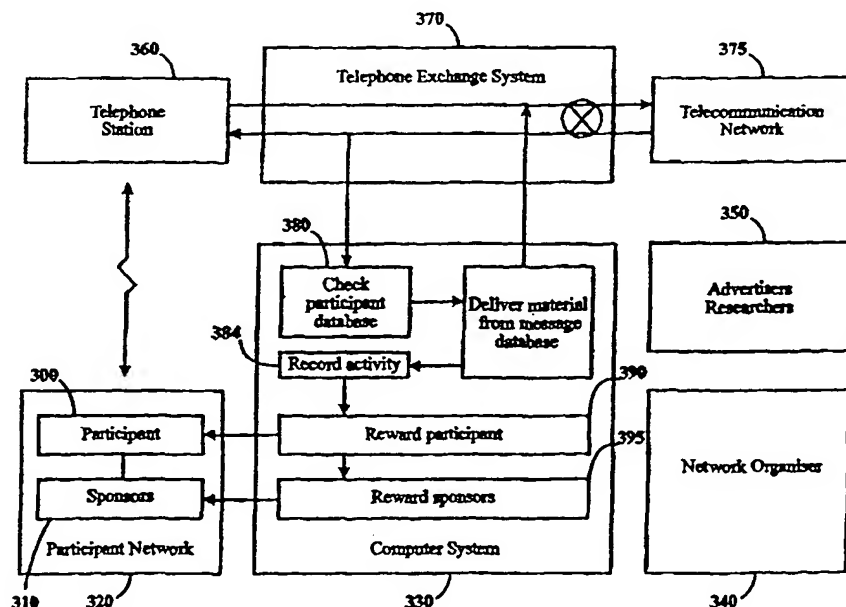 370
360
375
Telephone Exchange System
Telephone
Station
Telecommunication
Network
380
350
Check
participant
database
Deliver material
from message
database
Advertisers
Researchers
384
Record activity
300
390
Participant
Reward participant
395
Network Organiser
Sponsors
Reward sponsors
Participant Network
Computer System
310
320
330
340